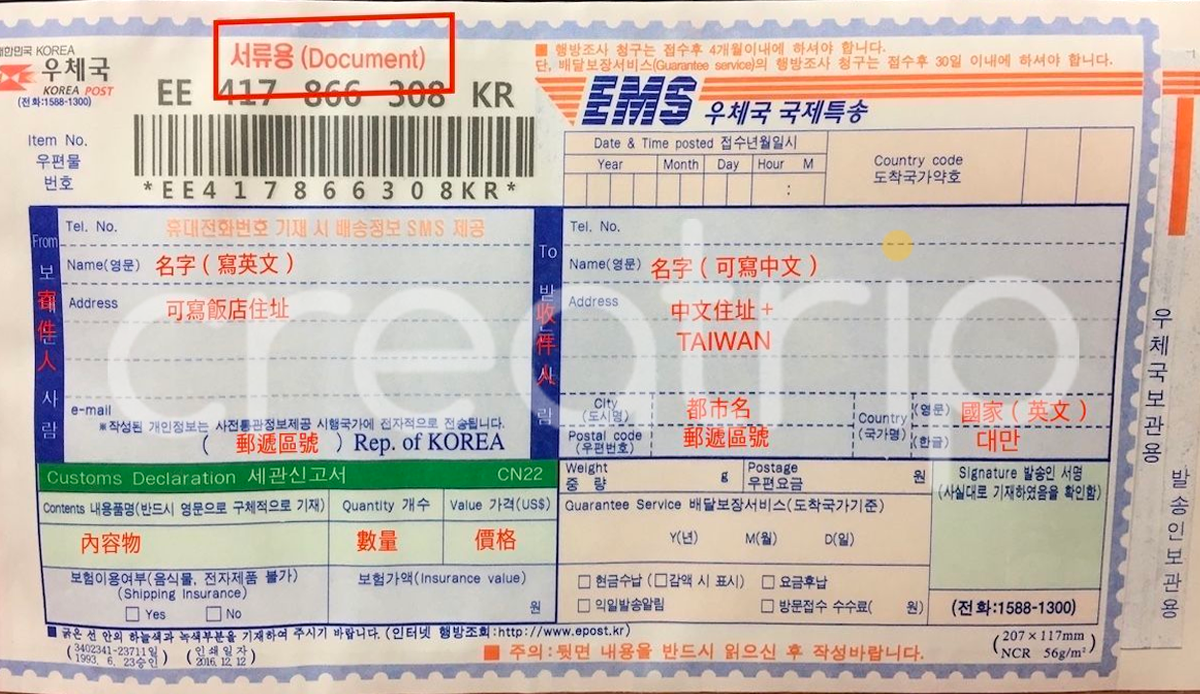 대한민국 KOREA
우체국
KOREA POST
(전화:1588-1300)
서류용 (Document)
EE 417 866 308 KR
*EE417866308KR*
Item No.
우편물
번호
■ 행방조사 청구는 접수후 4개월이내에 하셔야 합니다.
단, 배달보장서비스(Guarantee service)의 행방조사 청구는 접수후 30일 이내에 하셔야 합니다.
EMS 우체국 국제특송
Date & Time posted 접수년월일시
Year Month Day Hour M
:
Country code
도착국가약호
From
보
사
람
件
人
Tel. No. 휴대전화번호 기재 시 배송정보 SMS 제공
Name(영문) 名字(寫英文)
Address 可寫飯店住址
e-mail
※작성된 개인정보는 사전통관정보제공 시행국가에 전자적으로 전송됩니다.
( 郵遞區號 ) Rep. of KOREA
To
받
람
收
件
人
Tel. No.
Name(영문) 名字(可寫中文)
Address 中文住址+
TAIWAN
City
(도시명)
都市名
Postal code
(우편번호)
郵遞區號
Country
(국가명)
(영문) 國家(英文)
(한글) 대만
creatrip
Customs Declaration 세관신고서 CN22
Contents 내용품명(반드시 영문으로 구체적으로 기재) Quantity 개수 Value 가격(US$)
內容物 數量 價格
보험이용여부(음식물, 전자제품 불가)
(Shipping Insurance)
□ Yes □ No
보험가액(Insurance value)
원
Weight
중 량
g
Postage
우편요금
원
Guarantee Service 배달보장서비스(도착국가기준)
Y(년) M(월) D(일)
□ 현금수납 (□감액 시 표시) □ 요금후납
□ 익일발송알림 □ 방문접수 수수료( 원)
Signature 발송인 서명
(사실대로 기재하였음을 확인함)
(전화:1588-1300)
■ 굵은 선 안의 하늘색과 녹색부분을 기재하여 주시기 바랍니다. (인터넷 행방조회:http://www.epost.kr)
(3402341-23711일
1993. 6. 23승인)
(인쇄일자
2016. 12. 12)
■ 주의:뒷면 내용을 반드시 읽으신 후 작성바랍니다.
(207 × 117mm
NCR 56g/m²)
우체국보관용
발송인보관용